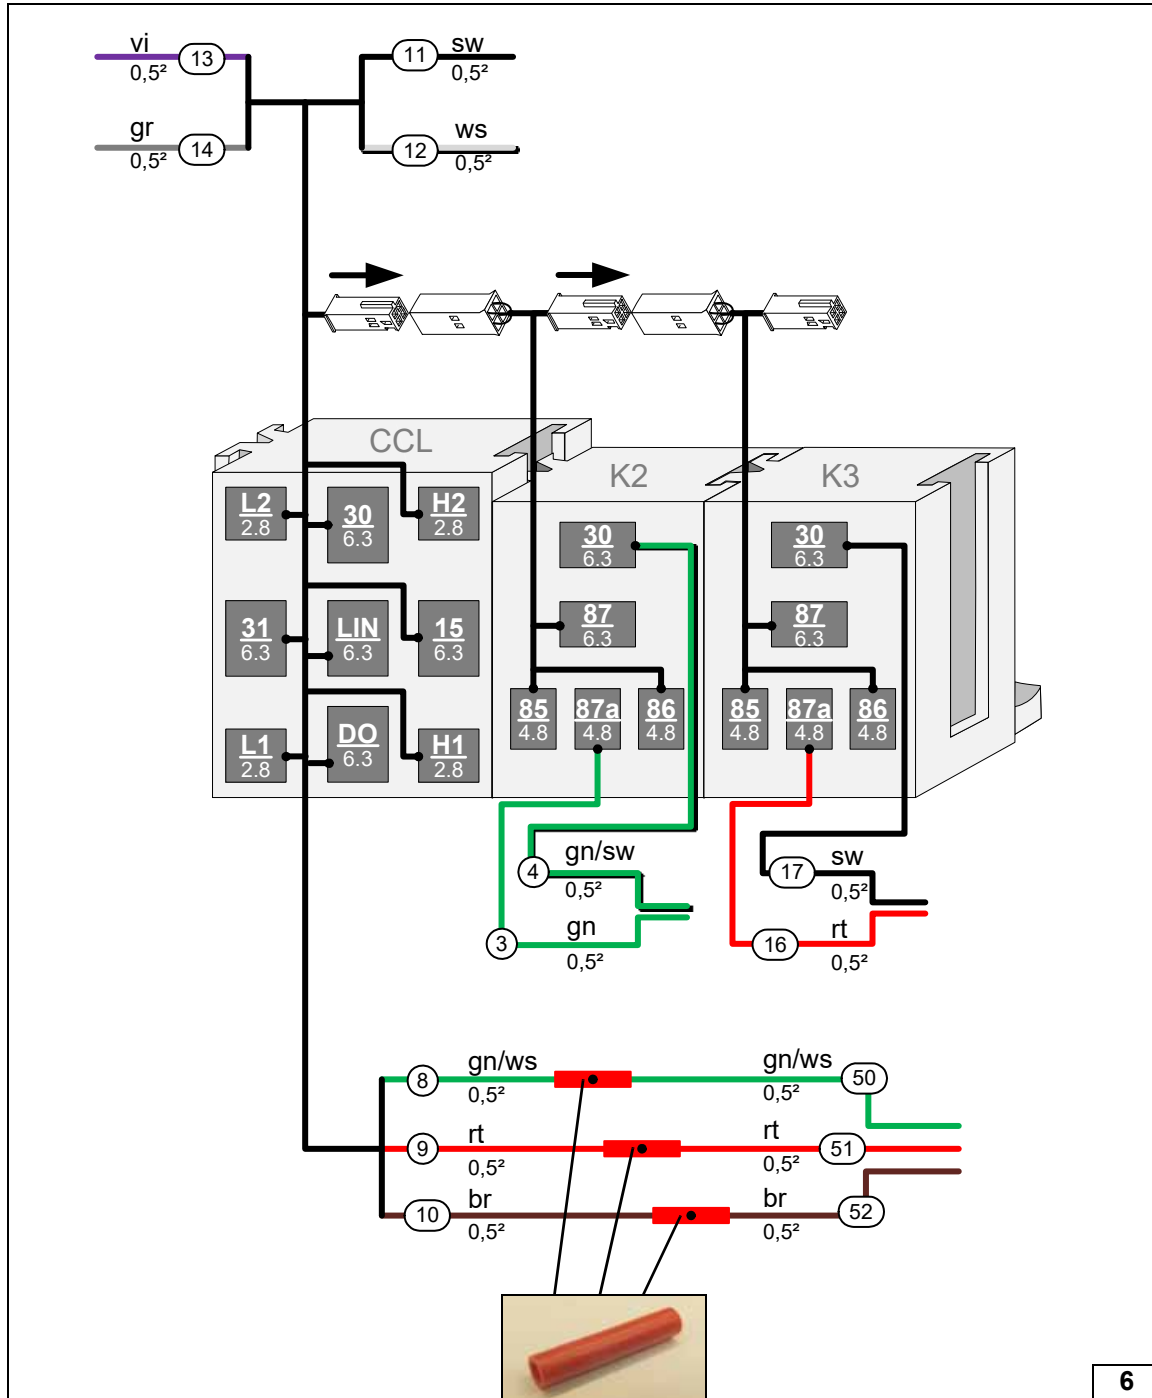 vi
13
0,5²
11
sw
0,5²
gr
14
0,5²
12
ws
0,5²
CCL
K2
K3
L2
2.8
30
6.3
H2
2.8
30
6.3
30
6.3
31
6.3
LIN
6.3
15
6.3
87
6.3
87
6.3
L1
2.8
DO
6.3
H1
2.8
85
4.8
87a
4.8
86
4.8
85
4.8
87a
4.8
86
4.8
4
gn/sw
0,5²
17
sw
0,5²
3
gn
0,5²
16
rt
0,5²
8
gn/ws
0,5²
gn/ws
0,5²
50
9
rt
0,5²
rt
0,5²
51
10
br
0,5²
br
0,5²
52
6